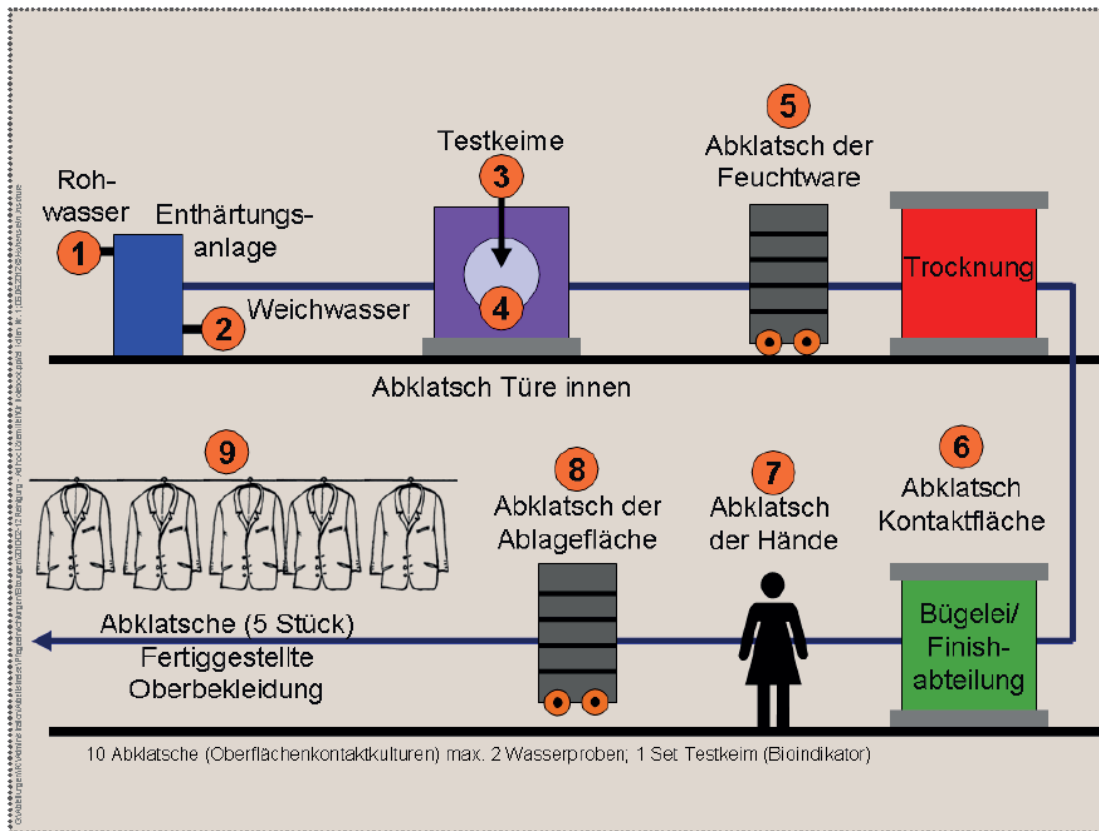 Roh-
wasser
1
Enthärtungs-
anlage
2
Weichwasser
Testkeime
3
4
Abklatsch Türe innen
5
Abklatsch der
Feuchtware
Trocknung
6
Abklatsch
Kontaktfläche
Bügelei/
Finish-
abteilung
7
Abklatsch
der Hände
8
Abklatsch der
Ablagefläche
9
Abklatsche (5 Stück)
Fertiggestellte
Oberbekleidung
10 Abklatsche (Oberflächenkontaktkulturen) max. 2 Wasserproben; 1 Set Testkeim (Bioindikator)